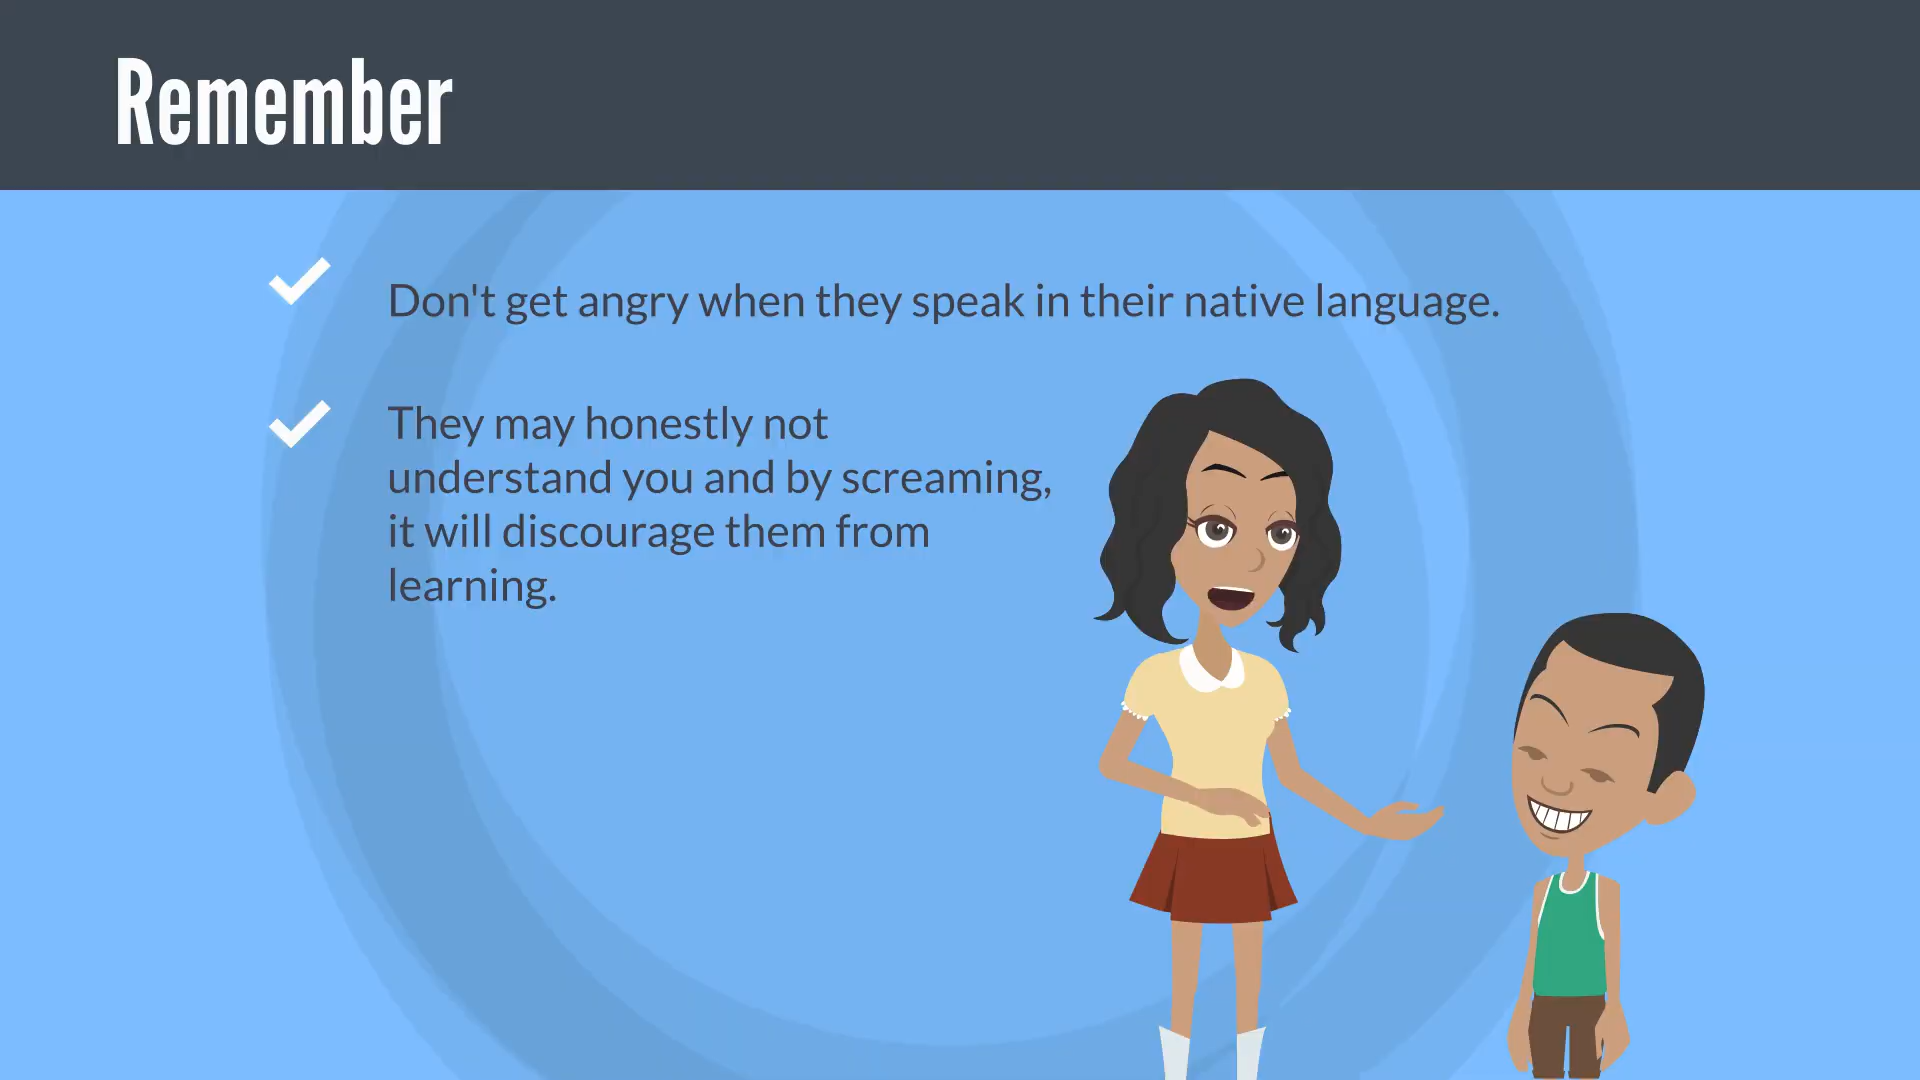 Remember
Don't get angry when they speak in their native language.
They may honestly not
understand you and by screaming,
it will discourage them from
learning.